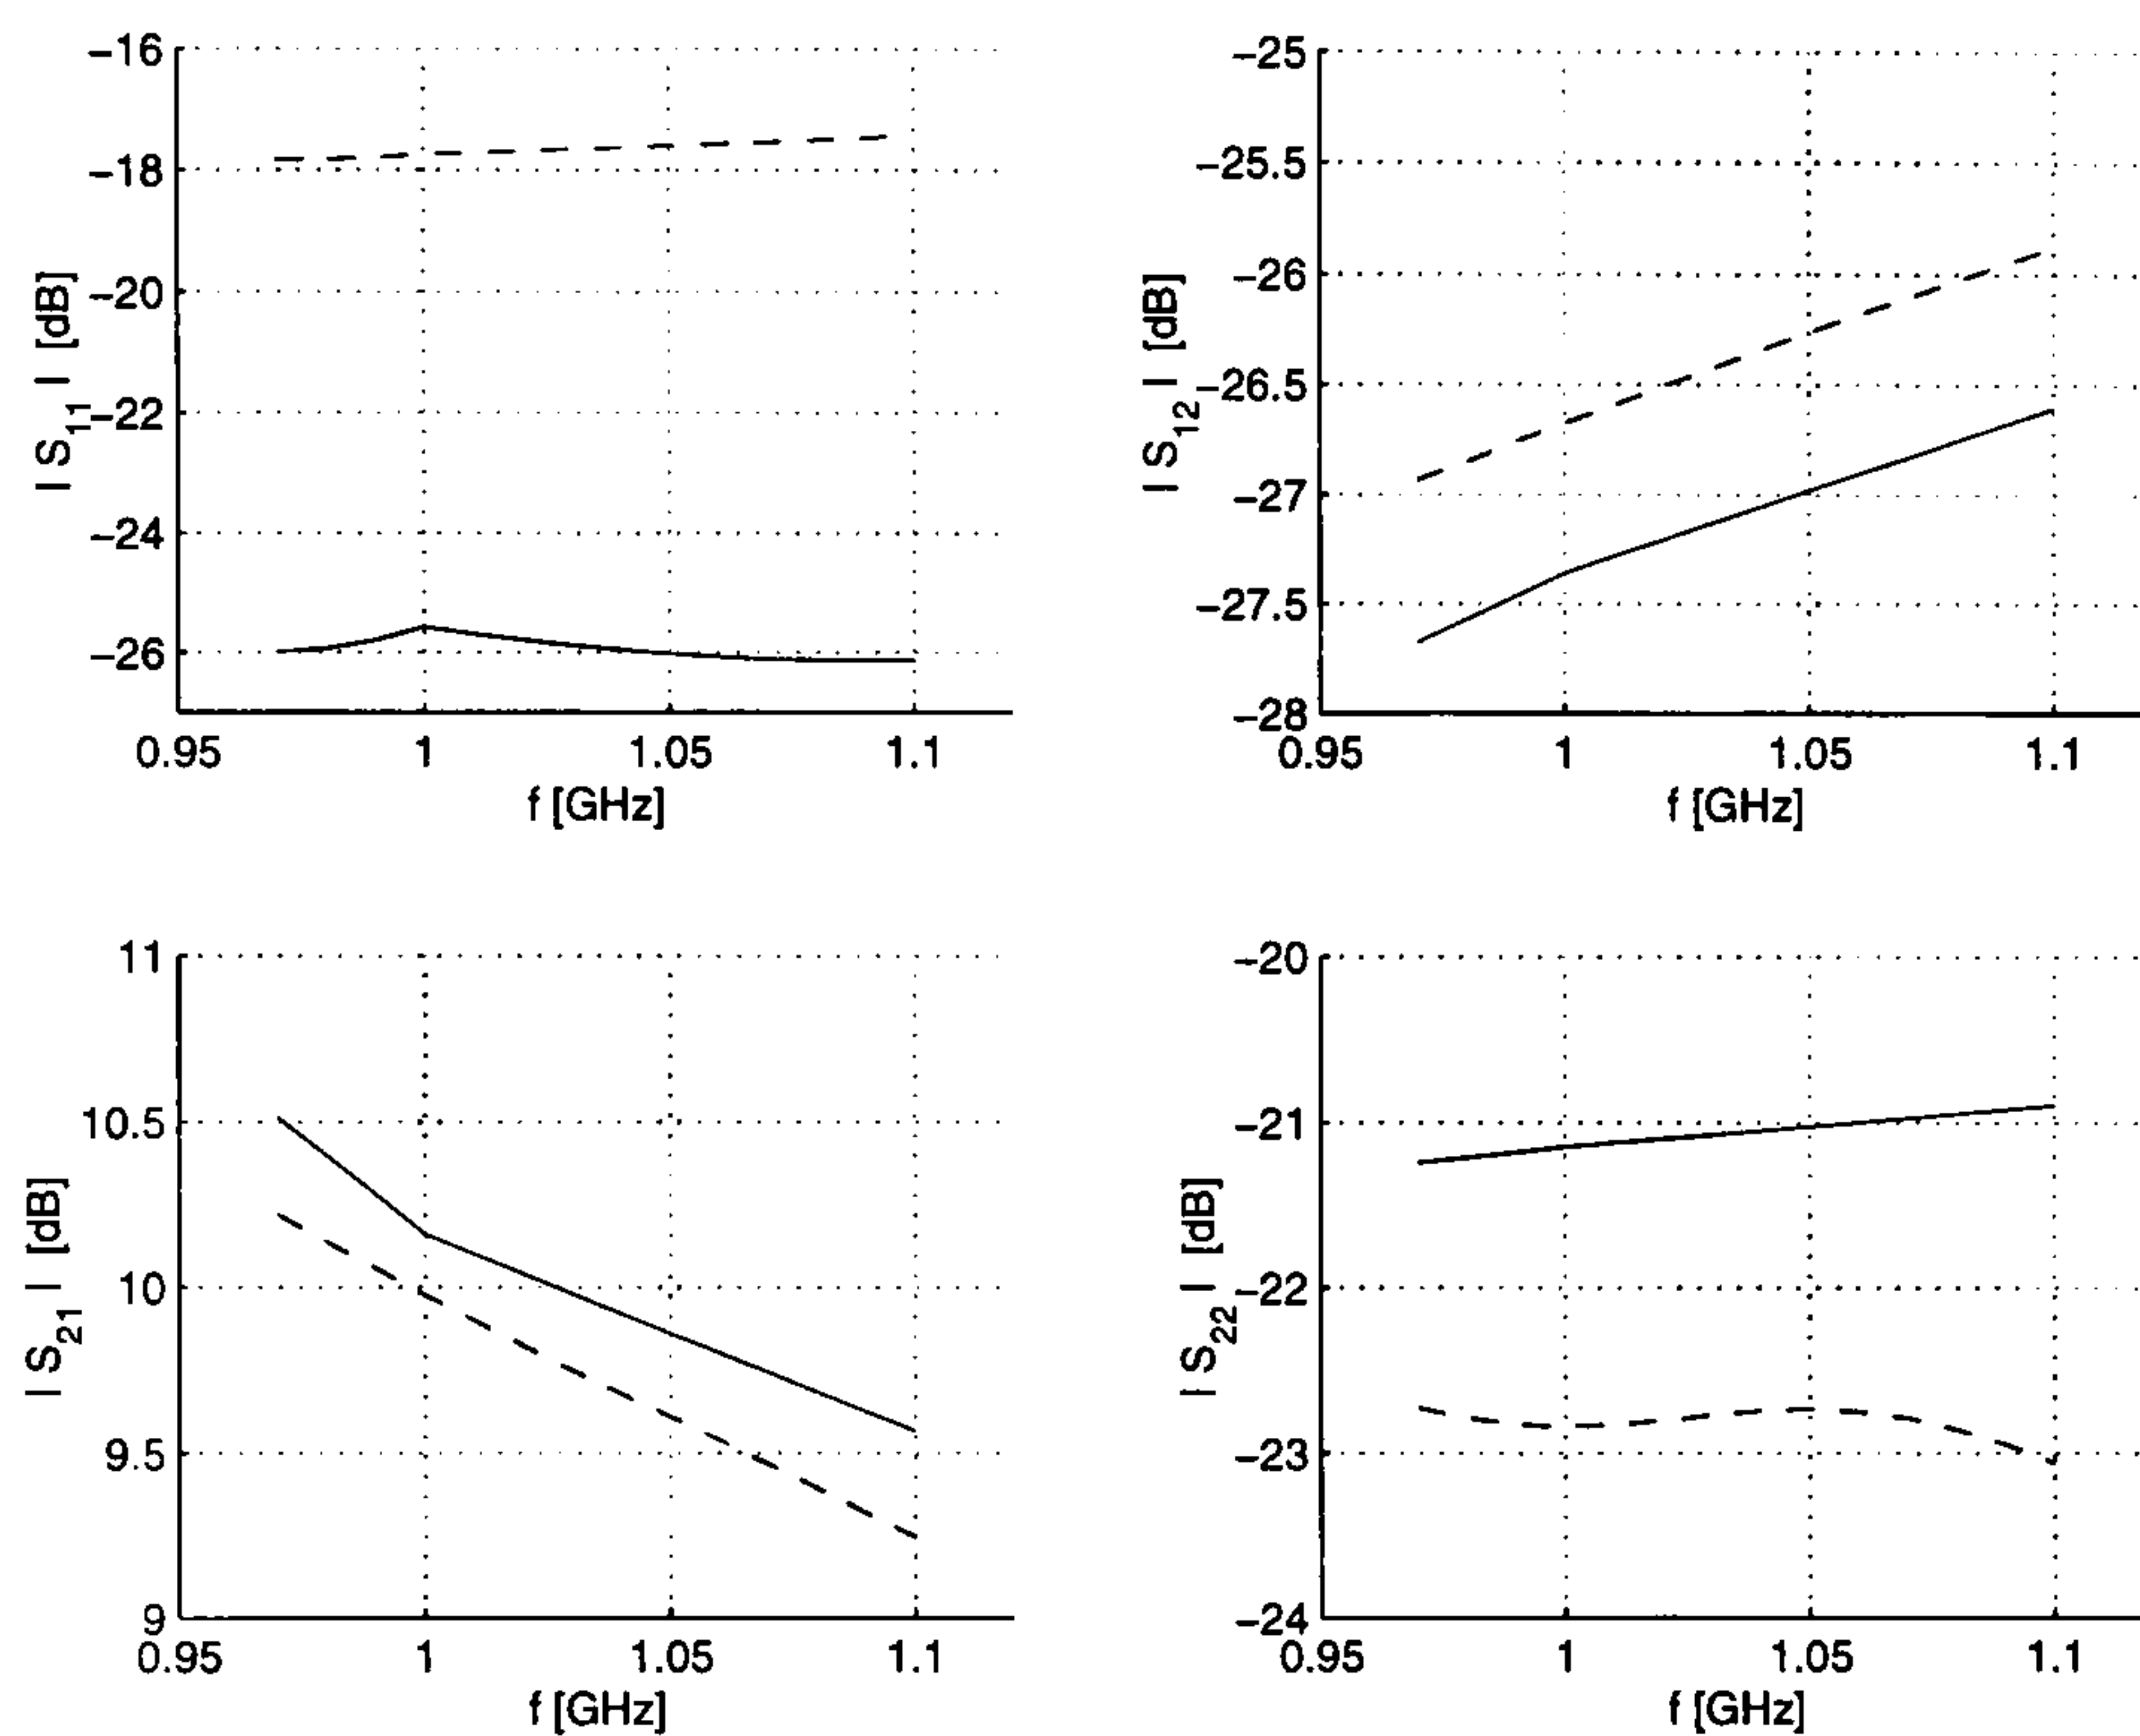 −16
−18
−20
−22
−24
−26
| S11 | [dB]
0.95 1 1.05 1.1
f [GHz]
−25
−25.5
−26
−26.5
−27
−27.5
−28
| S12 | [dB]
0.95 1 1.05 1.1
f [GHz]
11
10.5
10
9.5
9
| S21 | [dB]
0.95 1 1.05 1.1
f [GHz]
−20
−21
−22
−23
−24
| S22 | [dB]
0.95 1 1.05 1.1
f [GHz]